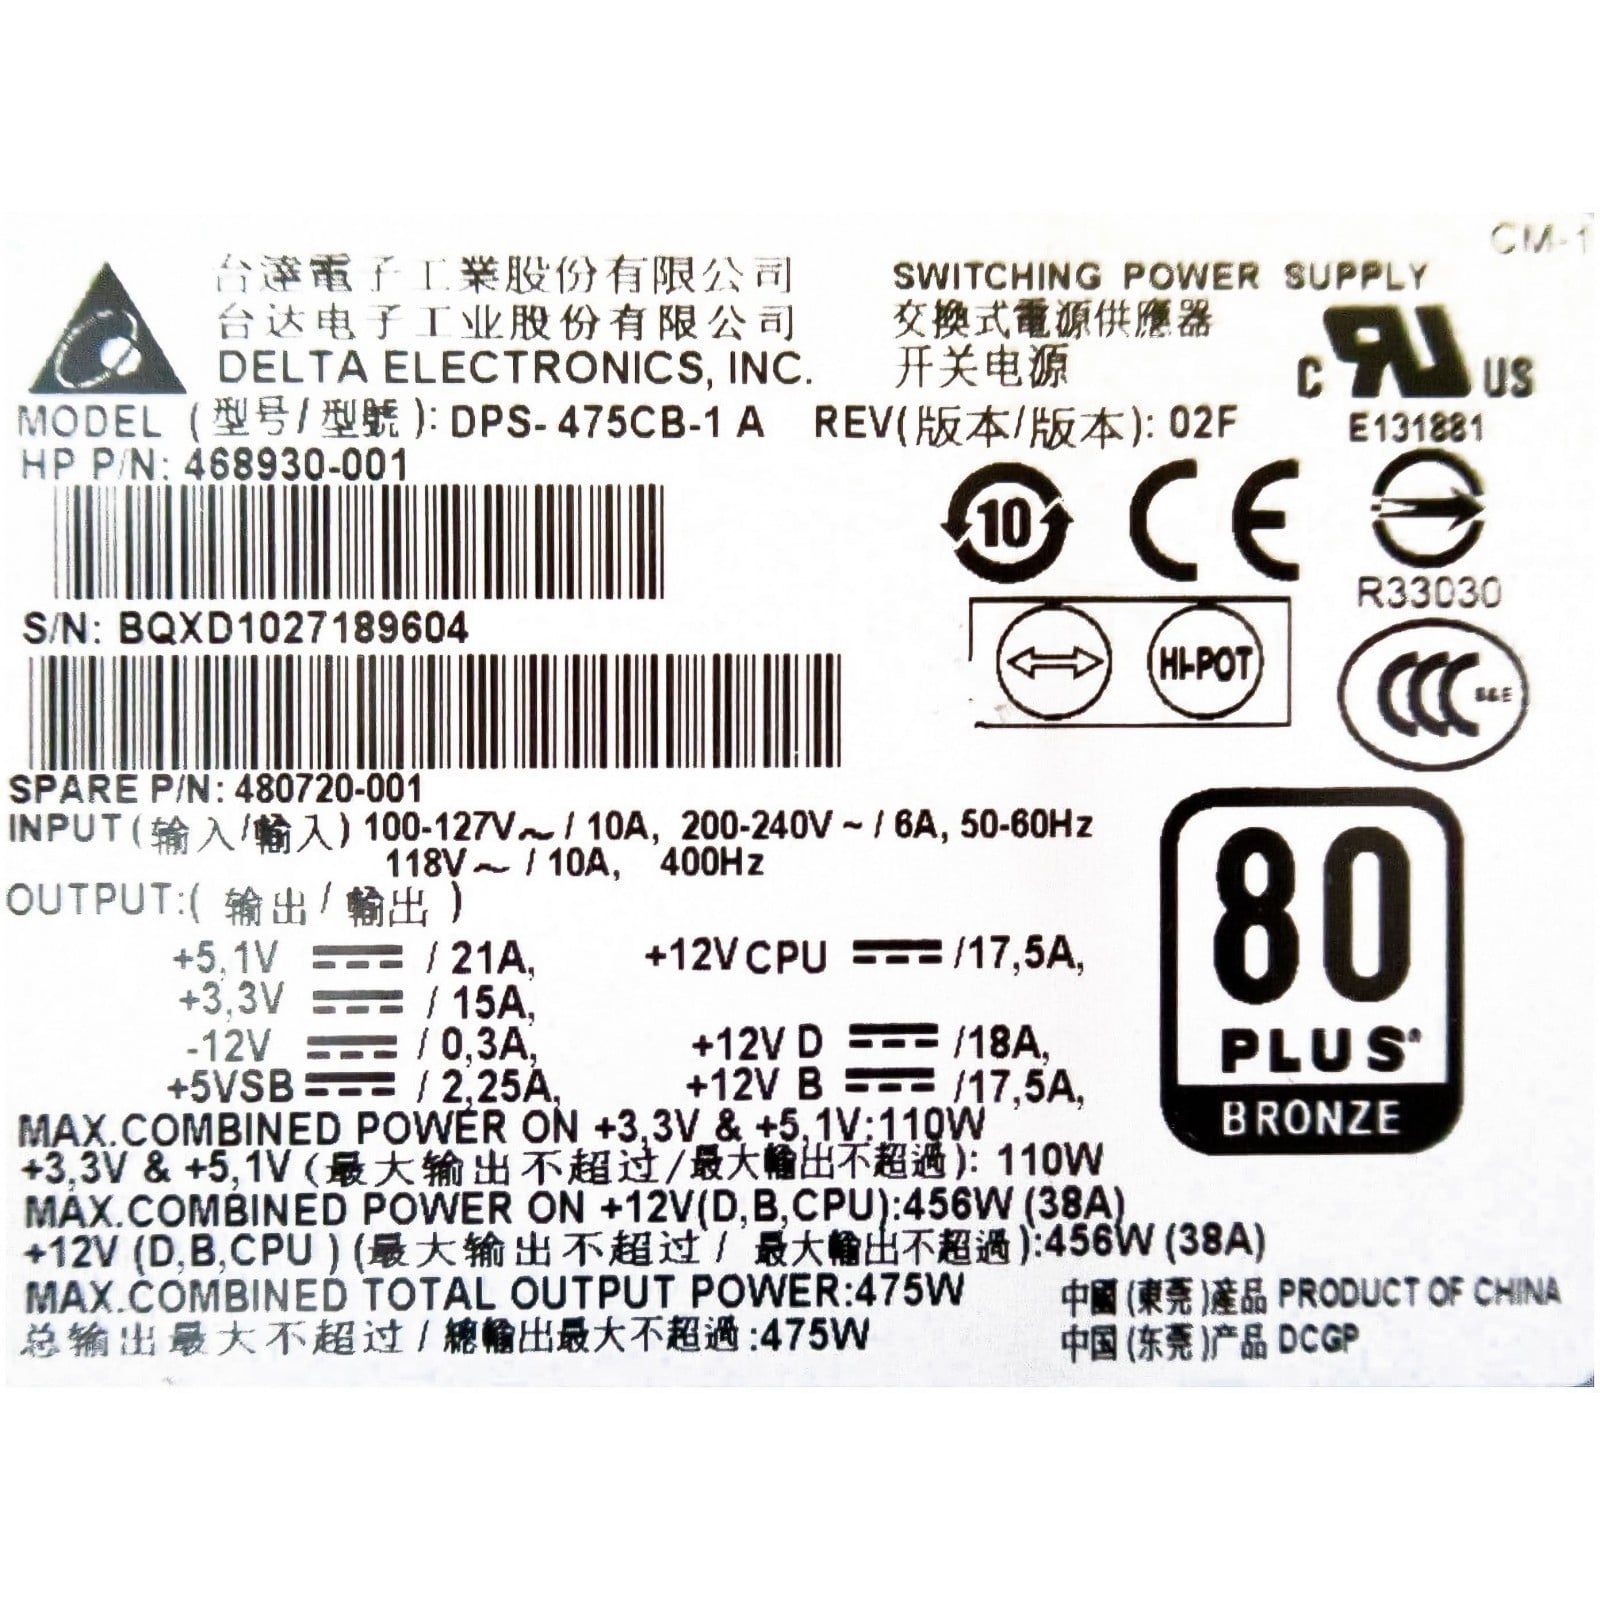 CM-1
台達電子工業股份有限公司
台达电子工业股份有限公司
DELTA ELECTRONICS, INC.
SWITCHING POWER SUPPLY
交換式電源供應器
开关电源
c RU US
E131881
MODEL (型号/型號): DPS-475CB-1 A REV(版本/版本): 02F
HP P/N: 468930-001
10
CE
R33030
S/N: BQXD1027189604
HI-POT
CCC S&E
SPARE P/N: 480720-001
INPUT (输入/輸入) 100-127V~ / 10A, 200-240V~ / 6A, 50-60Hz
118V~ / 10A, 400Hz
OUTPUT:( 输出 / 輸出 )
+5,1V ⎓ / 21A, +12VCPU ⎓ /17,5A,
+3,3V ⎓ / 15A,
-12V ⎓ / 0,3A, +12V D ⎓ /18A,
+5VSB ⎓ / 2,25A, +12V B ⎓ /17,5A,
80
PLUS®
BRONZE
MAX.COMBINED POWER ON +3,3V & +5,1V:110W
+3,3V & +5,1V (最大输出不超过/最大輸出不超過): 110W
MAX.COMBINED POWER ON +12V(D,B,CPU):456W (38A)
+12V (D,B,CPU ) (最大输出不超过 / 最大輸出不超過):456W (38A)
MAX.COMBINED TOTAL OUTPUT POWER:475W
总输出最大不超过 / 總輸出最大不超過:475W
中國 (東莞)產品 PRODUCT OF CHINA
中国 (东莞)产品 DCGP